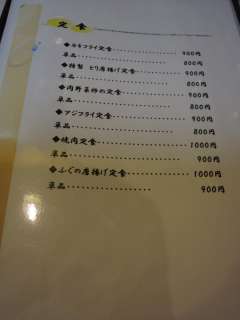 定食
◆カキフライ定食・・・・・・・・・・・・ 900円
単品・・・・・・・・・・・・・・・・・・ 800円
◆特製 とり唐揚げ定食・・・・・・・・・・ 900円
単品・・・・・・・・・・・・・・・・・・ 800円
◆肉野菜炒め定食・・・・・・・・・・・・ 900円
単品・・・・・・・・・・・・・・・・・・ 800円
◆アジフライ定食・・・・・・・・・・・・ 900円
単品・・・・・・・・・・・・・・・・・・ 800円
◆焼肉定食・・・・・・・・・・・・・・ 1000円
単品・・・・・・・・・・・・・・・・・・ 900円
◆ふぐの唐揚げ定食・・・・・・・・・・ 1000円
単品・・・・・・・・・・・・・・・・・・ 900円